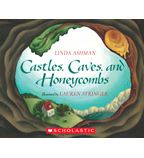 LINDA ASHMAN
Castles, Caves, and
Honeycombs
Illustrated by LAUREN STRINGER
SCHOLASTIC